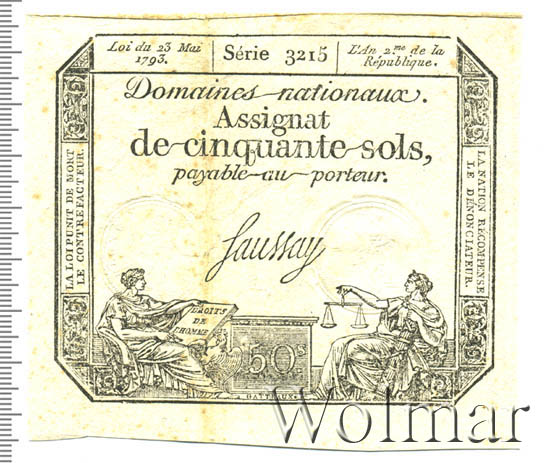 Loi du 23 Mai
1793.
Série 3215
L'An 2.me de la
République.
Domaines nationaux.
Assignat
de cinquante sols,
payable au porteur.
LA LOI PUNIT DE MORT
LE CONTREFACTEUR.
LA NATION RÉCOMPENSE
LE DÉNONCIATEUR.
Saussay
DROITS
DE
L'HOMME
50s
Wolmar